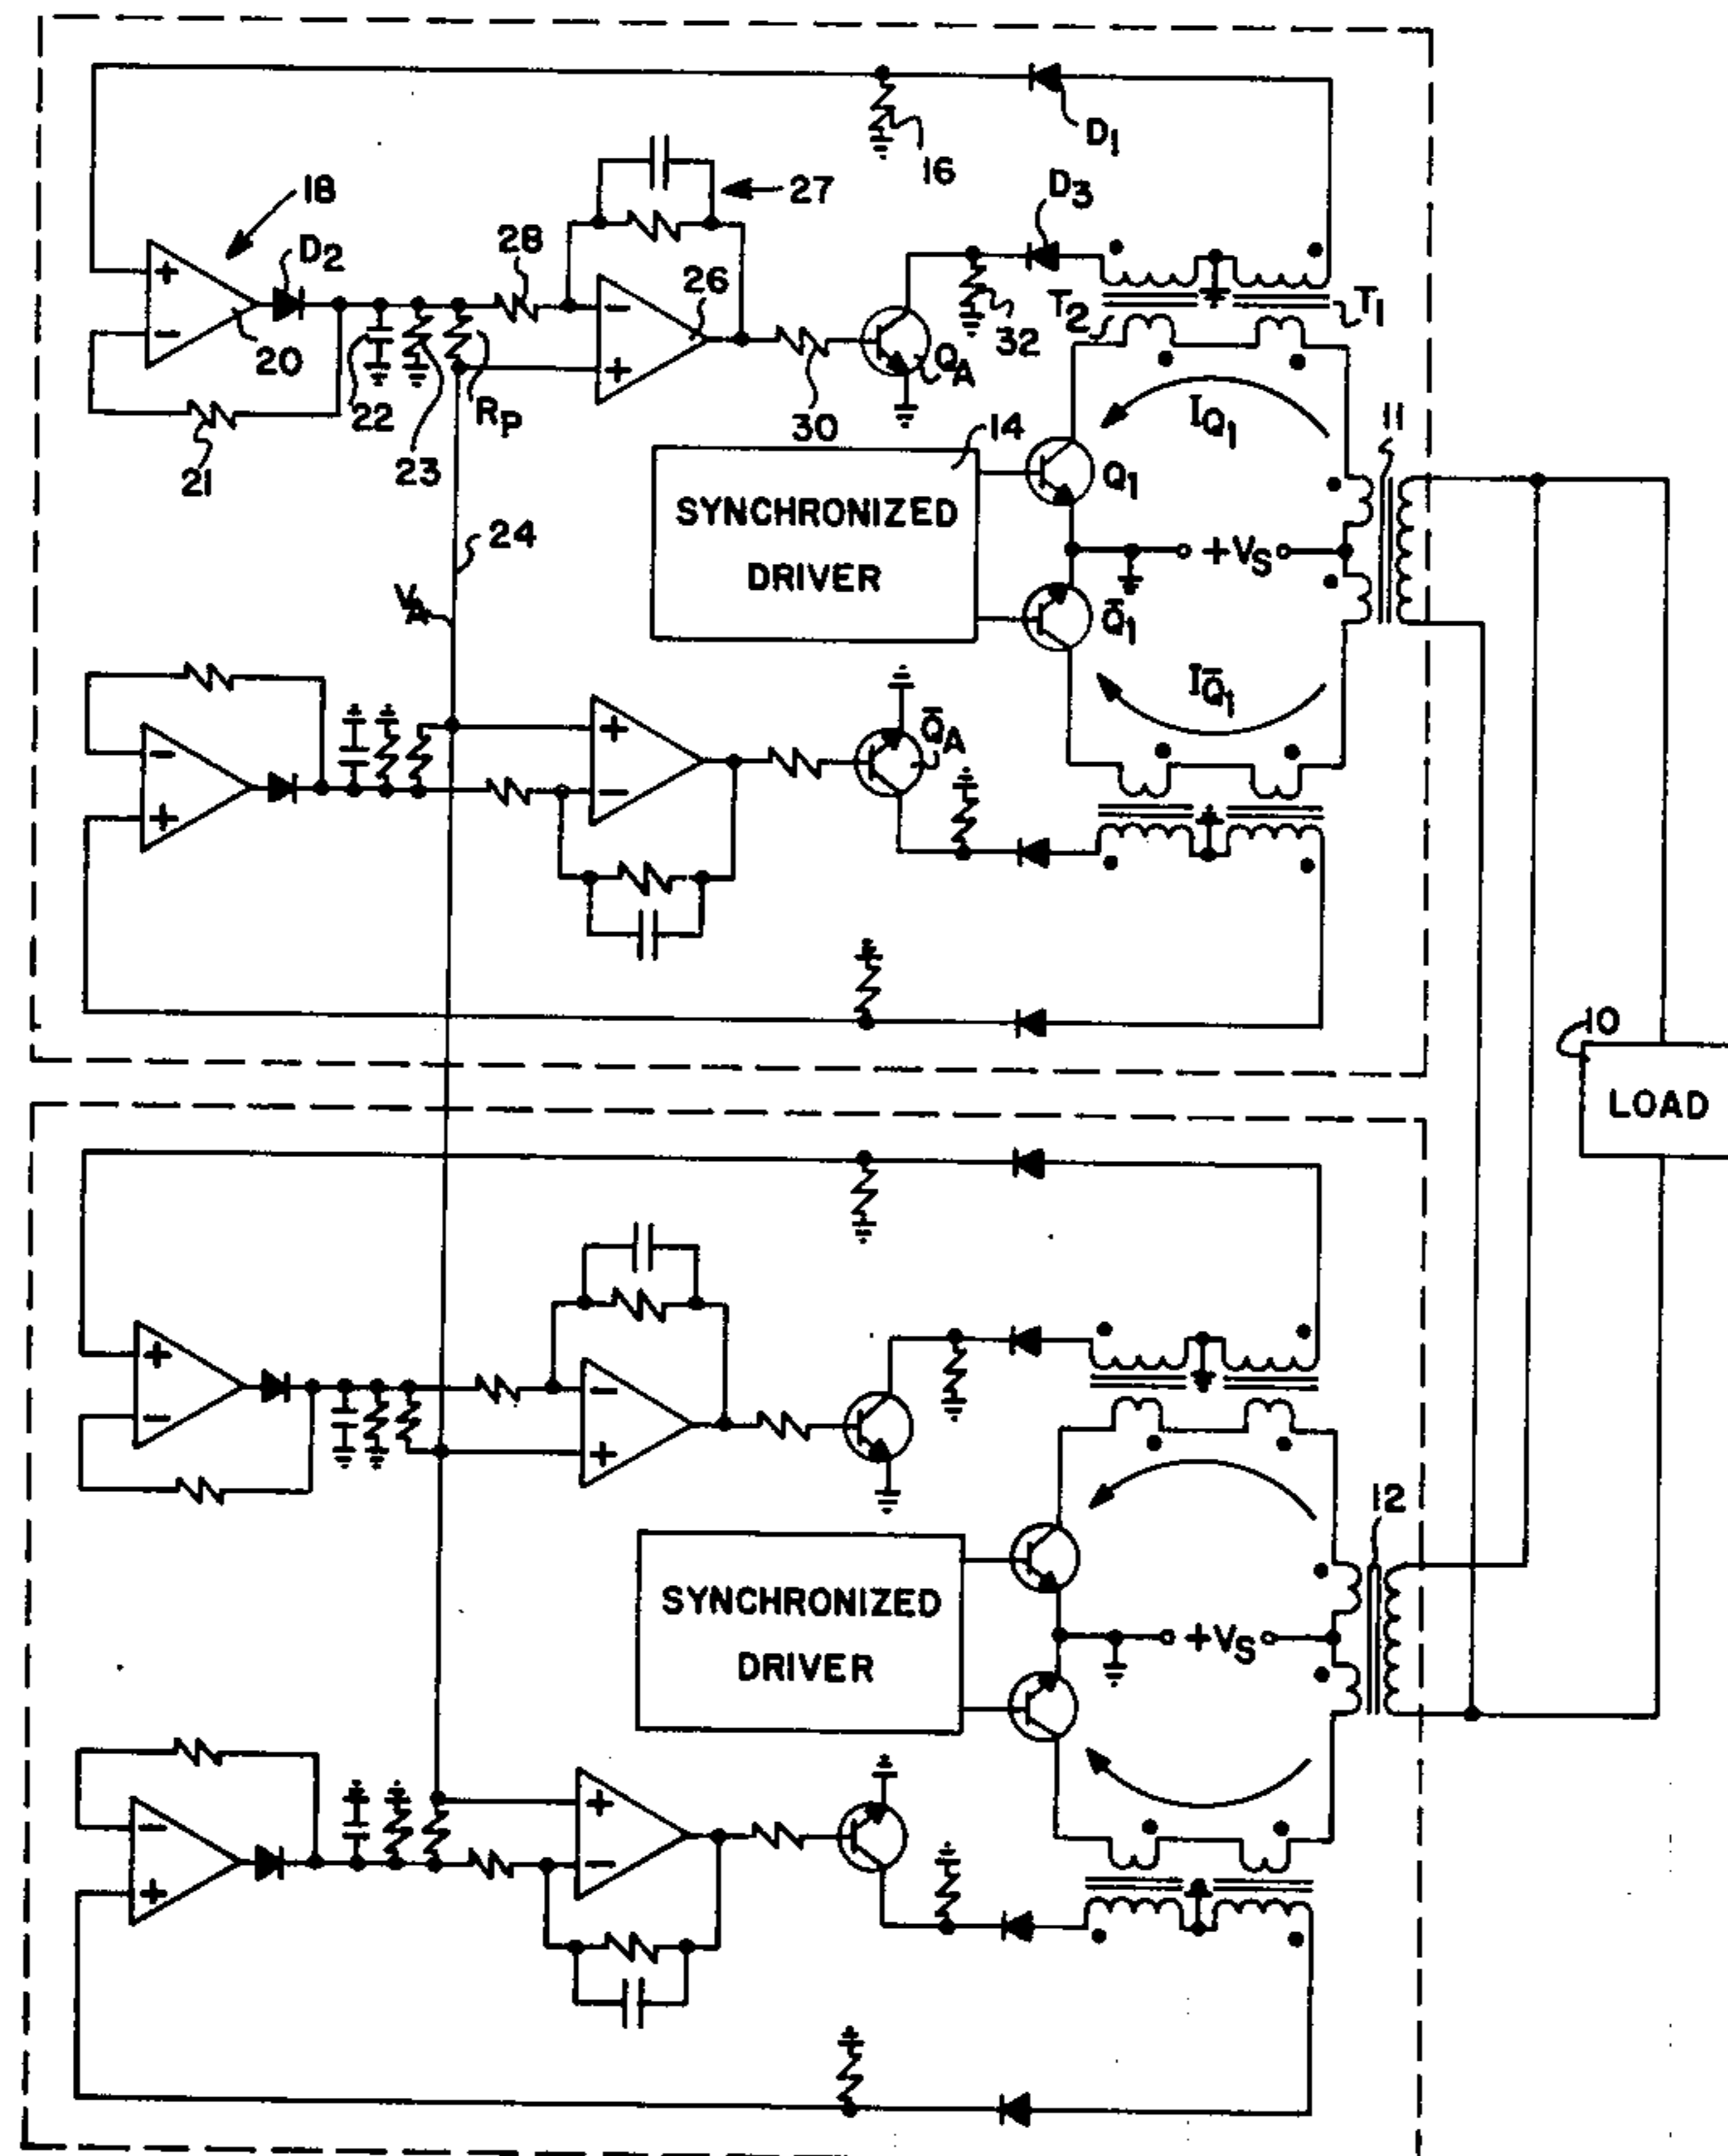 D1
16
27
D3
18
D2
28
26
+
−
−
+
20
22
23
RP
21
30
QA
32
T2
T1
IQ1
11
14
Q1
SYNCHRONIZED
DRIVER
+VS
Q̄1
24
VA
IQ̄1
Q̄A
−
+
+
−
10
LOAD
+
−
−
+
12
SYNCHRONIZED
DRIVER
+VS
−
+
+
−